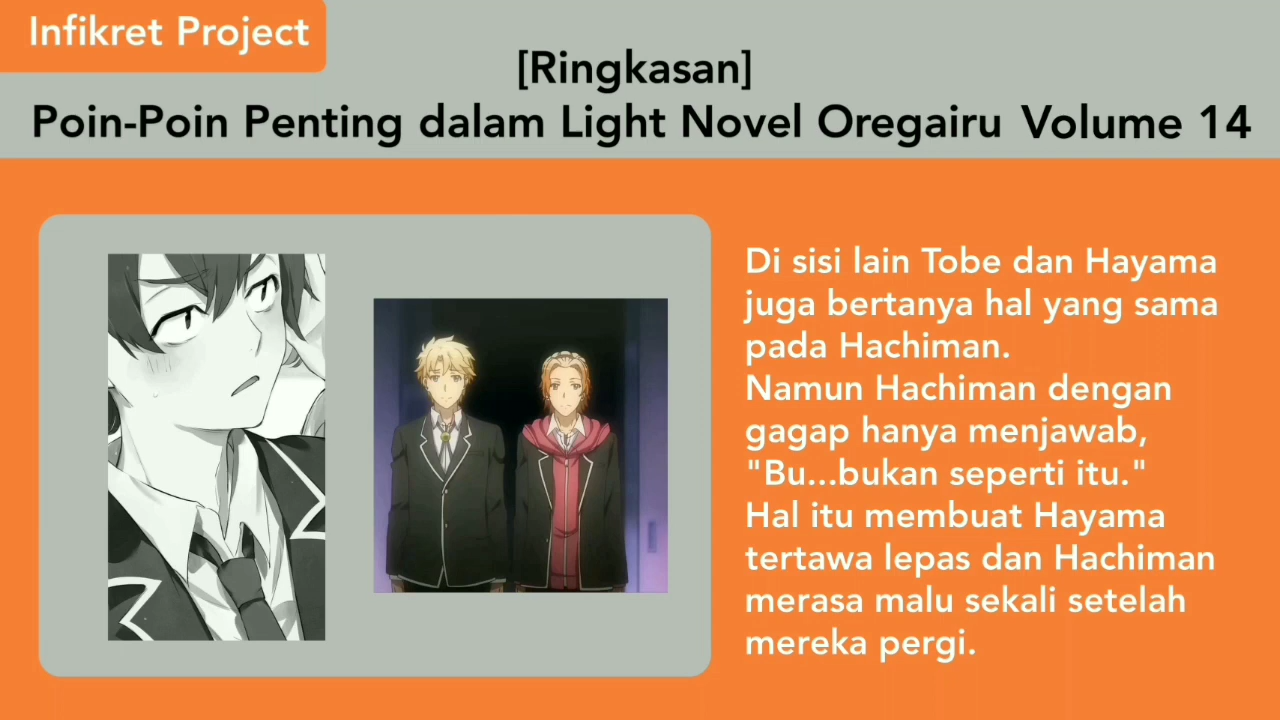 Infikret Project
[Ringkasan]
Poin-Poin Penting dalam Light Novel Oregairu Volume 14
Di sisi lain Tobe dan Hayama
juga bertanya hal yang sama
pada Hachiman.
Namun Hachiman dengan
gagap hanya menjawab,
"Bu...bukan seperti itu."
Hal itu membuat Hayama
tertawa lepas dan Hachiman
merasa malu sekali setelah
mereka pergi.